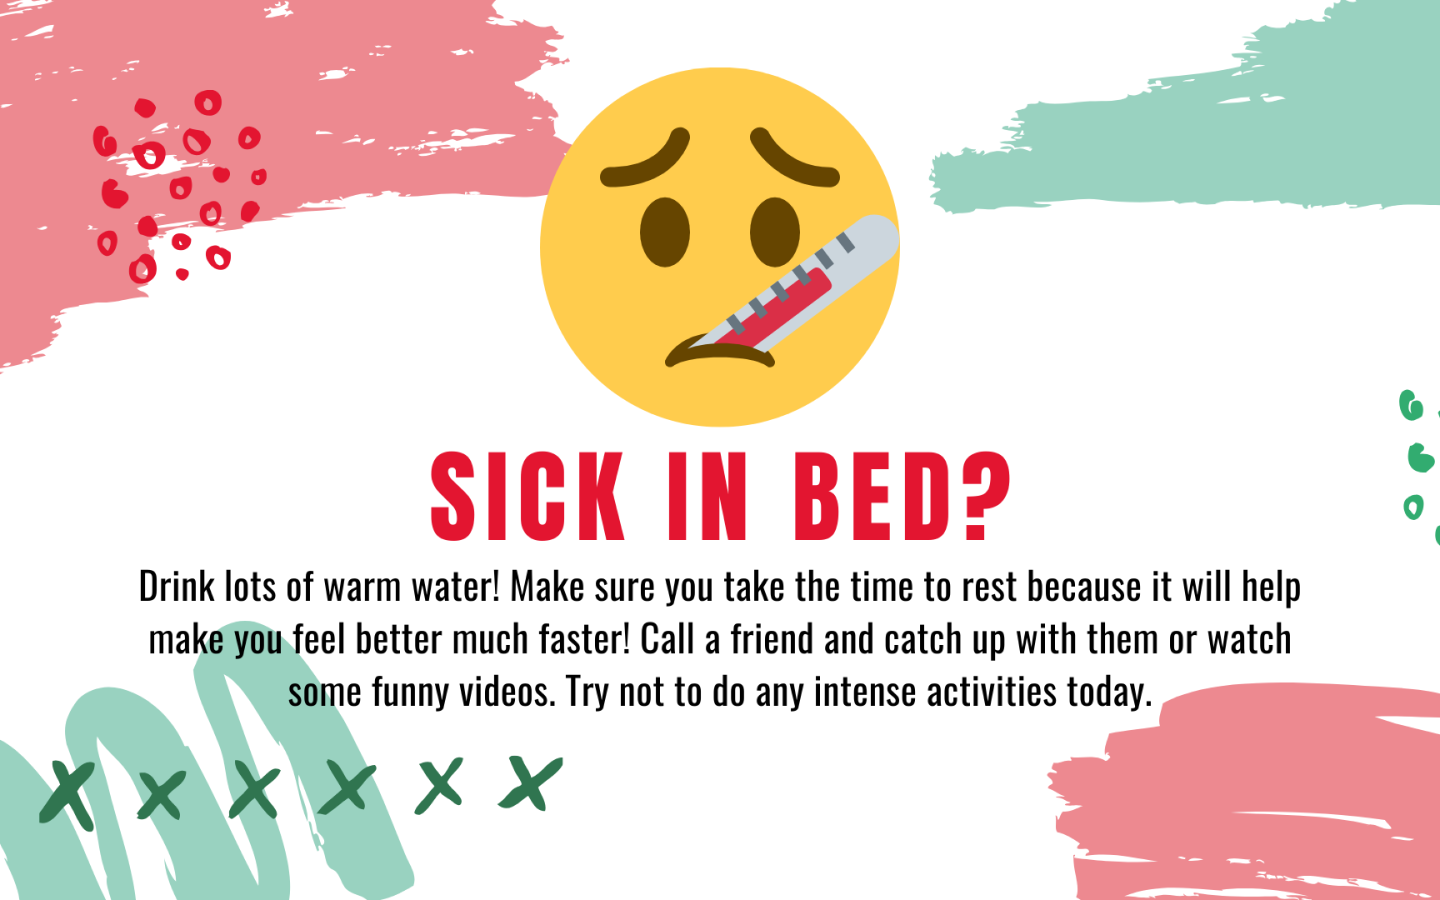 SICK IN BED?
Drink lots of warm water! Make sure you take the time to rest because it will help
make you feel better much faster! Call a friend and catch up with them or watch
some funny videos. Try not to do any intense activities today.